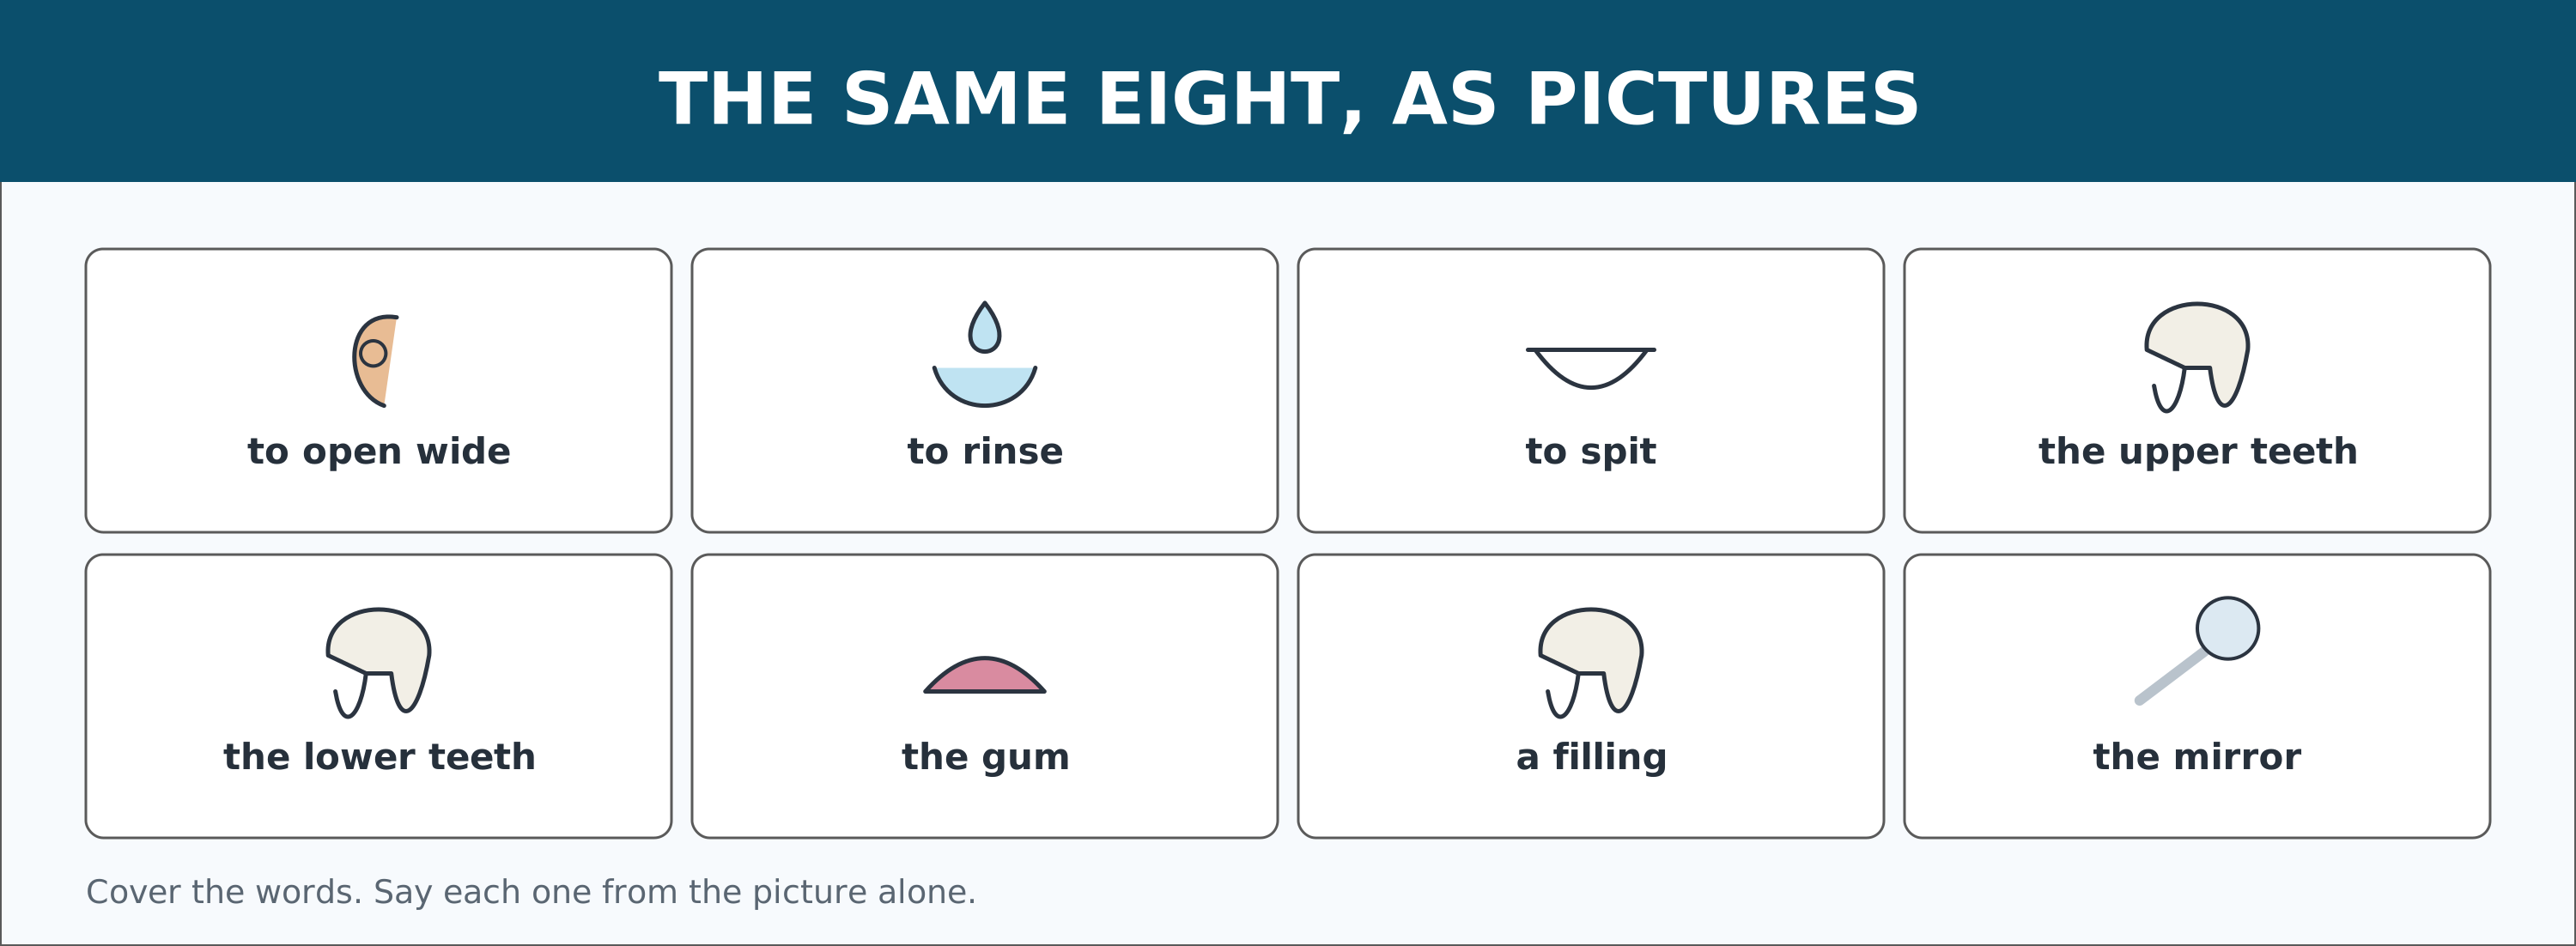 THE SAME EIGHT, AS PICTURES
to open wide
to rinse
to spit
the upper teeth
the lower teeth
the gum
a filling
the mirror
Cover the words. Say each one from the picture alone.